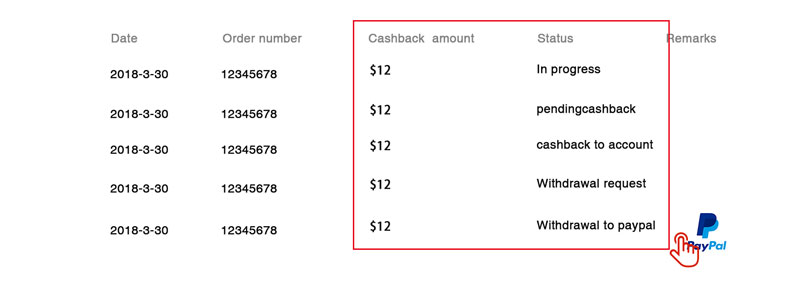 Date Order number Cashback amount Status Remarks
2018-3-30 12345678 $12 In progress
2018-3-30 12345678 $12 pendingcashback
2018-3-30 12345678 $12 cashback to account
2018-3-30 12345678 $12 Withdrawal request
2018-3-30 12345678 $12 Withdrawal to paypal
PayPal